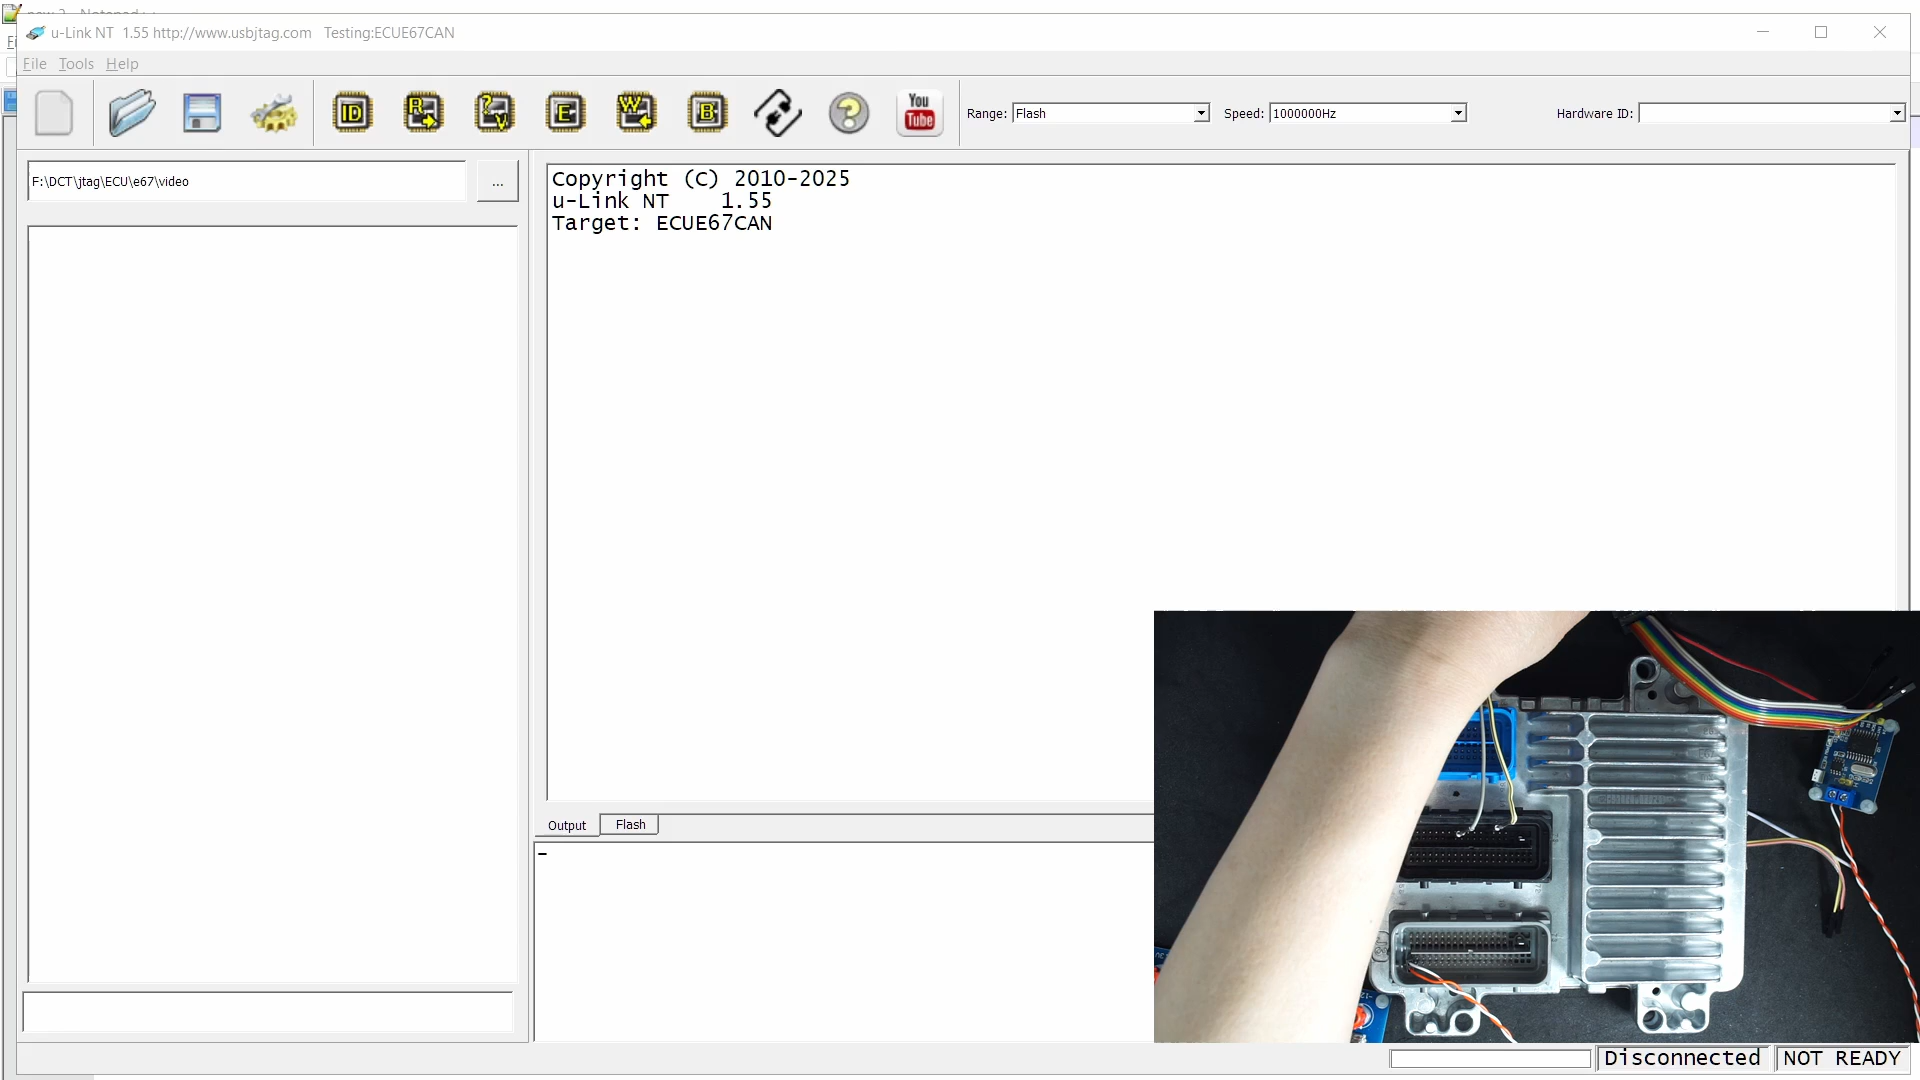 u-Link NT 1.55 http://www.usbjtag.com Testing:ECUE67CAN
File Tools Help
ID R ? V E W B ? You Tube
Range: Flash Speed: 1000000Hz Hardware ID:
F:\DCT\jtag\ECU\e67\video
...
Copyright (C) 2010-2025
u-Link NT 1.55
Target: ECUE67CAN
Output Flash
Disconnected NOT READY